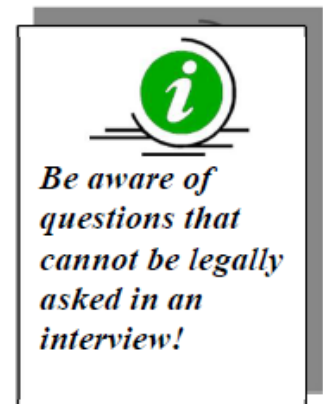 i
Be aware of
questions that
cannot be legally
asked in an
interview!